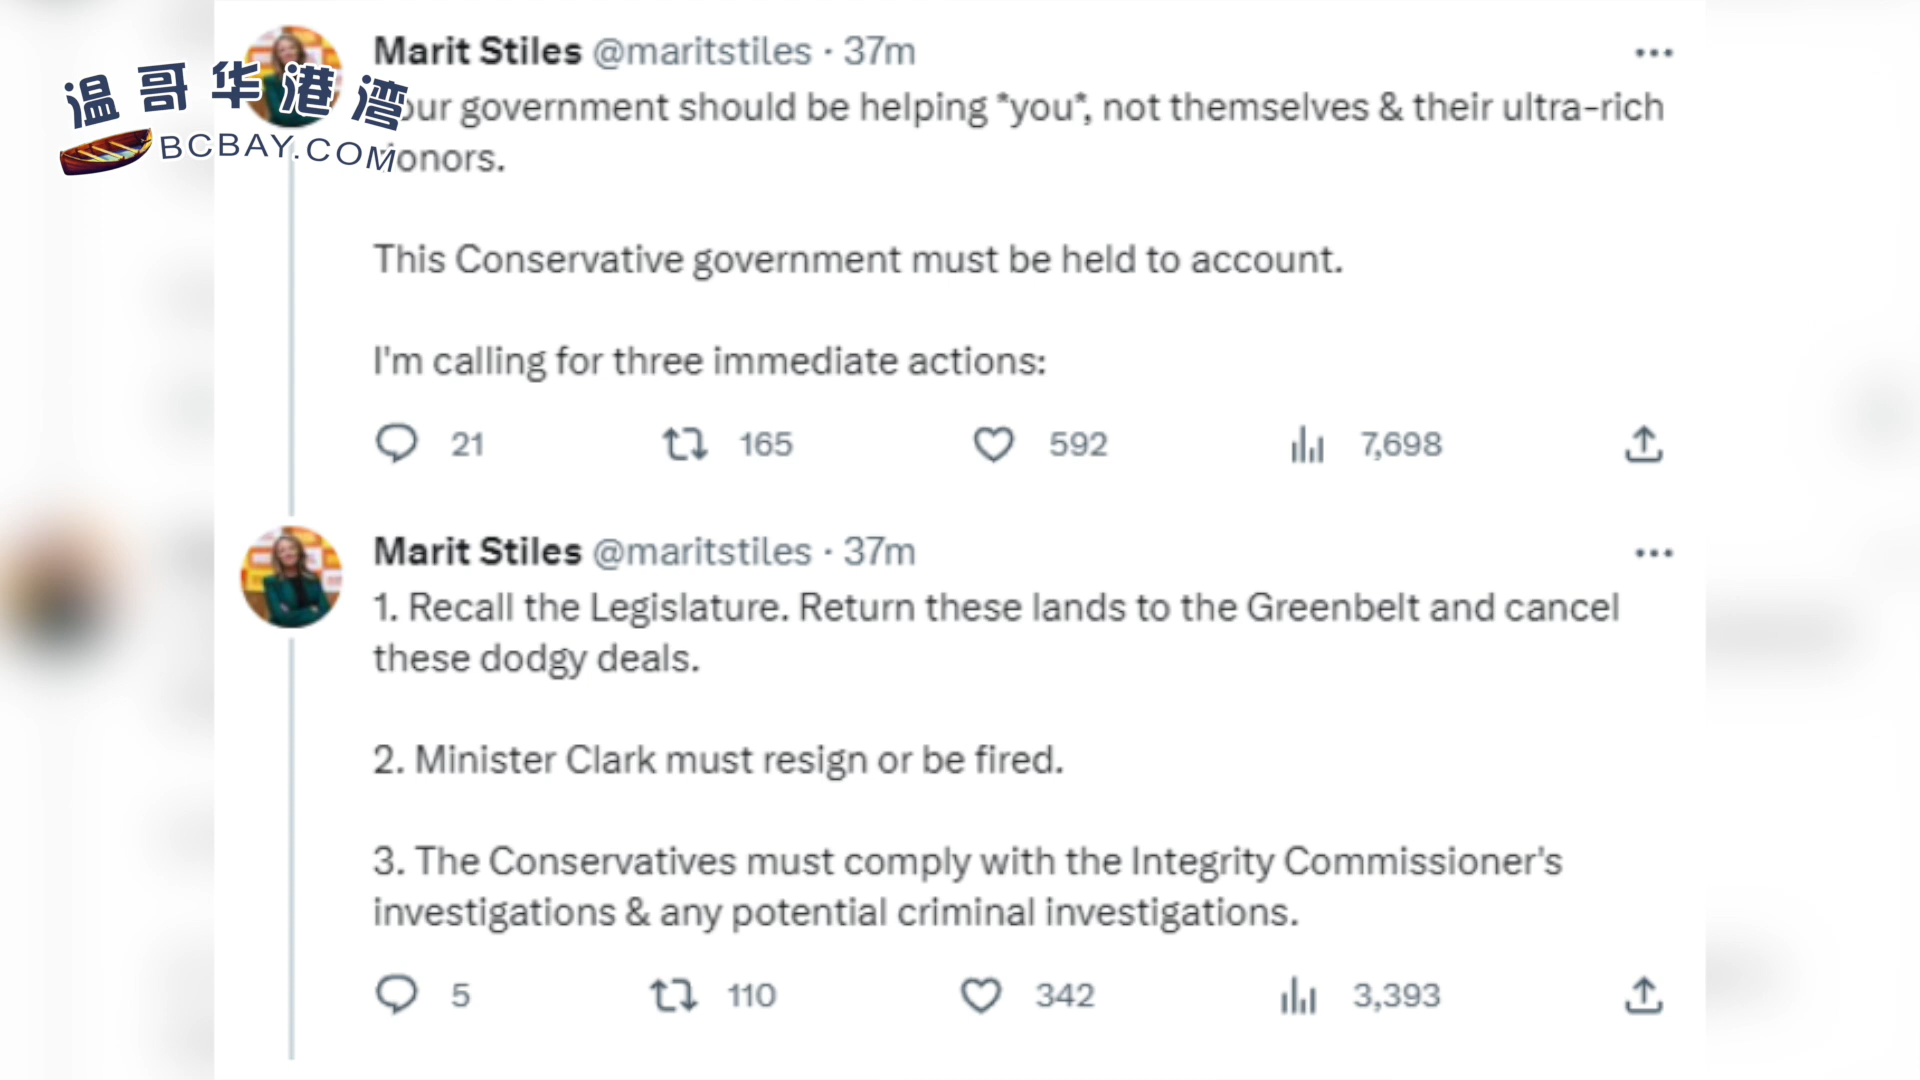 Marit Stiles @maritstiles · 37m
温哥华港湾
BCBAY.COM
our government should be helping *you*, not themselves & their ultra-rich
donors.
This Conservative government must be held to account.
I'm calling for three immediate actions:
21 165 592 7,698
Marit Stiles @maritstiles · 37m
1. Recall the Legislature. Return these lands to the Greenbelt and cancel
these dodgy deals.
2. Minister Clark must resign or be fired.
3. The Conservatives must comply with the Integrity Commissioner's
investigations & any potential criminal investigations.
5 110 342 3,393